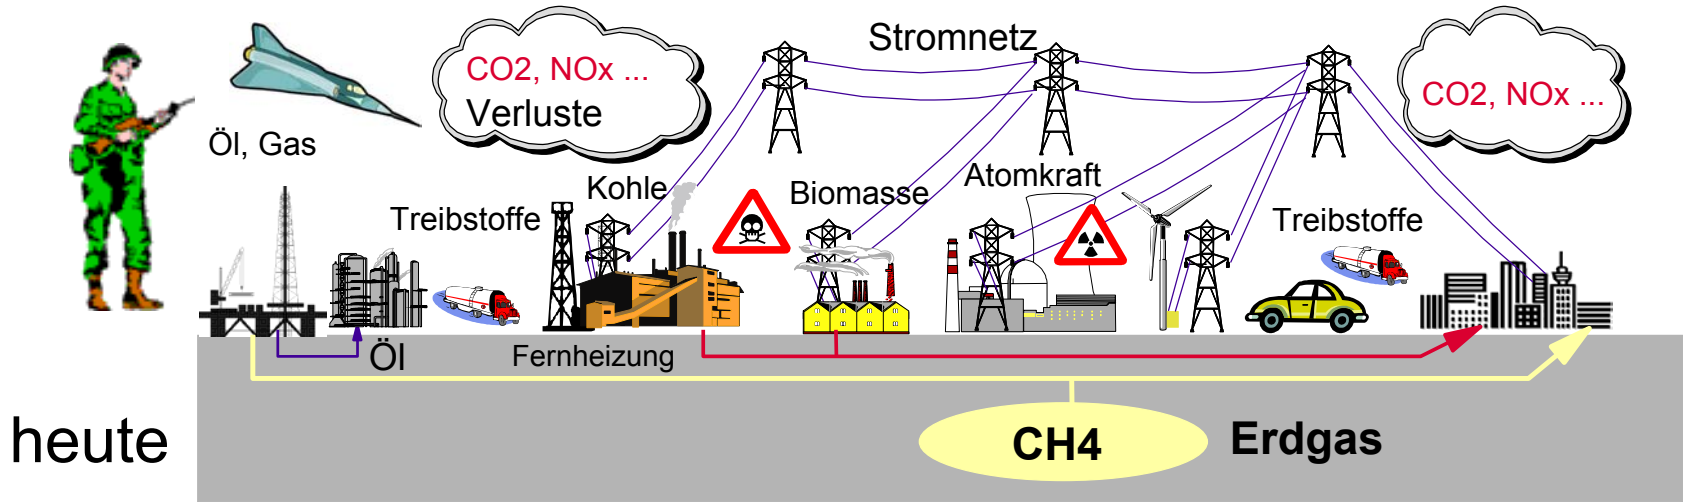 Stromnetz
CO2, NOx ...
Verluste
CO2, NOx ...
Öl, Gas
Kohle
Biomasse
Atomkraft
Treibstoffe
Treibstoffe
Öl
Fernheizung
heute
CH4
Erdgas